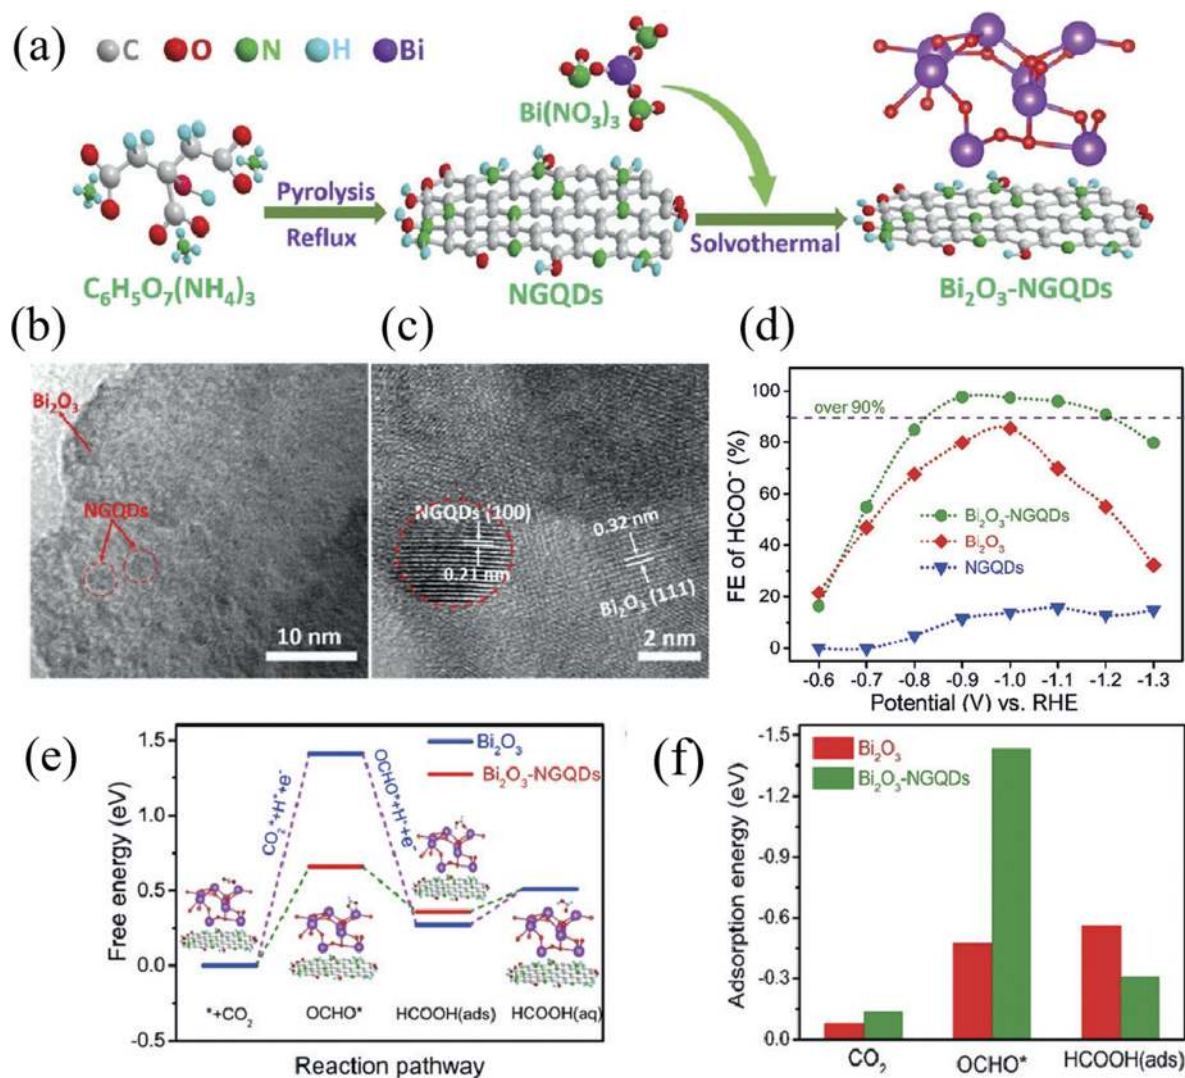 (a)
C O N H Bi
Bi(NO₃)₃
Pyrolysis
Reflux
Solvothermal
C₆H₅O₇(NH₄)₃
NGQDs
Bi₂O₃-NGQDs
(b)
Bi₂O₃
NGQDs
10 nm
(c)
NGQDs (100)
0.21 nm
0.32 nm
Bi₂O₃ (111)
2 nm
(d)
FE of HCOO⁻ (%)
100
80
60
40
20
0
over 90%
Bi₂O₃-NGQDs
Bi₂O₃
NGQDs
-0.6 -0.7 -0.8 -0.9 -1.0 -1.1 -1.2 -1.3
Potential (V) vs. RHE
(e)
Free energy (eV)
1.5
1.0
0.5
0.0
-0.5
Bi₂O₃
Bi₂O₃-NGQDs
CO₂*+H⁺+e⁻
OCHO*+H⁺+e⁻
*+CO₂ OCHO* HCOOH(ads) HCOOH(aq)
Reaction pathway
(f)
Adsorption energy (eV)
-1.5
-1.2
-0.9
-0.6
-0.3
0.0
Bi₂O₃
Bi₂O₃-NGQDs
CO₂ OCHO* HCOOH(ads)